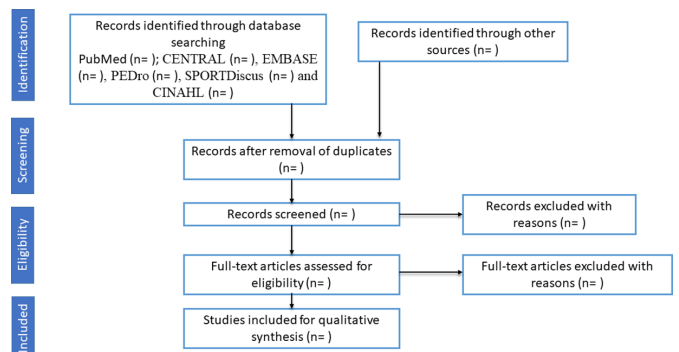 Identification
Records identified through database
searching
PubMed (n= ); CENTRAL (n= ), EMBASE
(n= ), PEDro (n= ), SPORTDiscus (n= ) and
CINAHL (n= )
Records identified through other
sources (n= )
Screening
Records after removal of duplicates
(n= )
Records screened (n= )
Records excluded with
reasons (n= )
Eligibility
Full-text articles assessed for
eligibility (n= )
Full-text articles excluded with
reasons (n= )
Included
Studies included for qualitative
synthesis (n= )